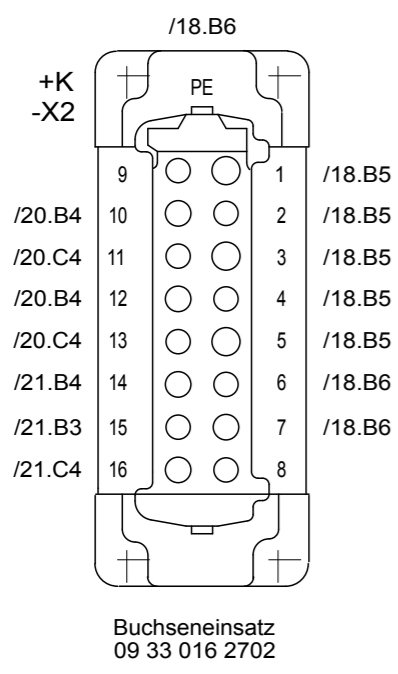 /18.B6
+K
-X2
PE
9 1 /18.B5
/20.B4 10 2 /18.B5
/20.C4 11 3 /18.B5
/20.B4 12 4 /18.B5
/20.C4 13 5 /18.B5
/21.B4 14 6 /18.B6
/21.B3 15 7 /18.B6
/21.C4 16 8
Buchseneinsatz
09 33 016 2702